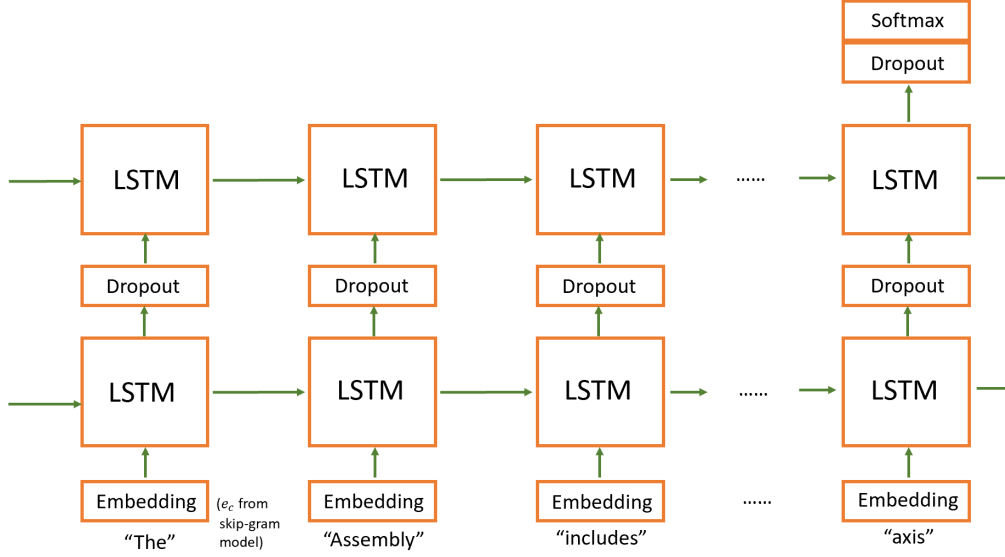 Softmax
Dropout
LSTM LSTM LSTM ...... LSTM
Dropout Dropout Dropout Dropout
LSTM LSTM LSTM ...... LSTM
Embedding Embedding Embedding ...... Embedding
(e_c from
skip-gram
model)
“The” “Assembly” “includes” “axis”